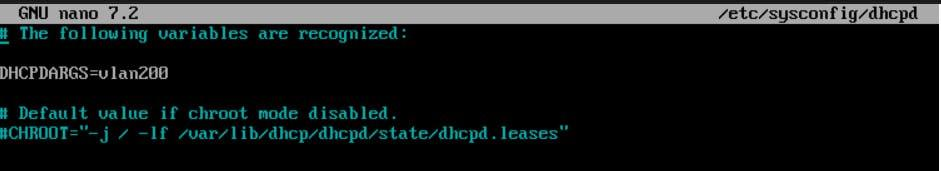 GNU nano 7.2 /etc/sysconfig/dhcpd
# The following variables are recognized:
DHCPDARGS=vlan200
# Default value if chroot mode disabled.
#CHROOT="-j / -lf /var/lib/dhcp/dhcpd/state/dhcpd.leases"